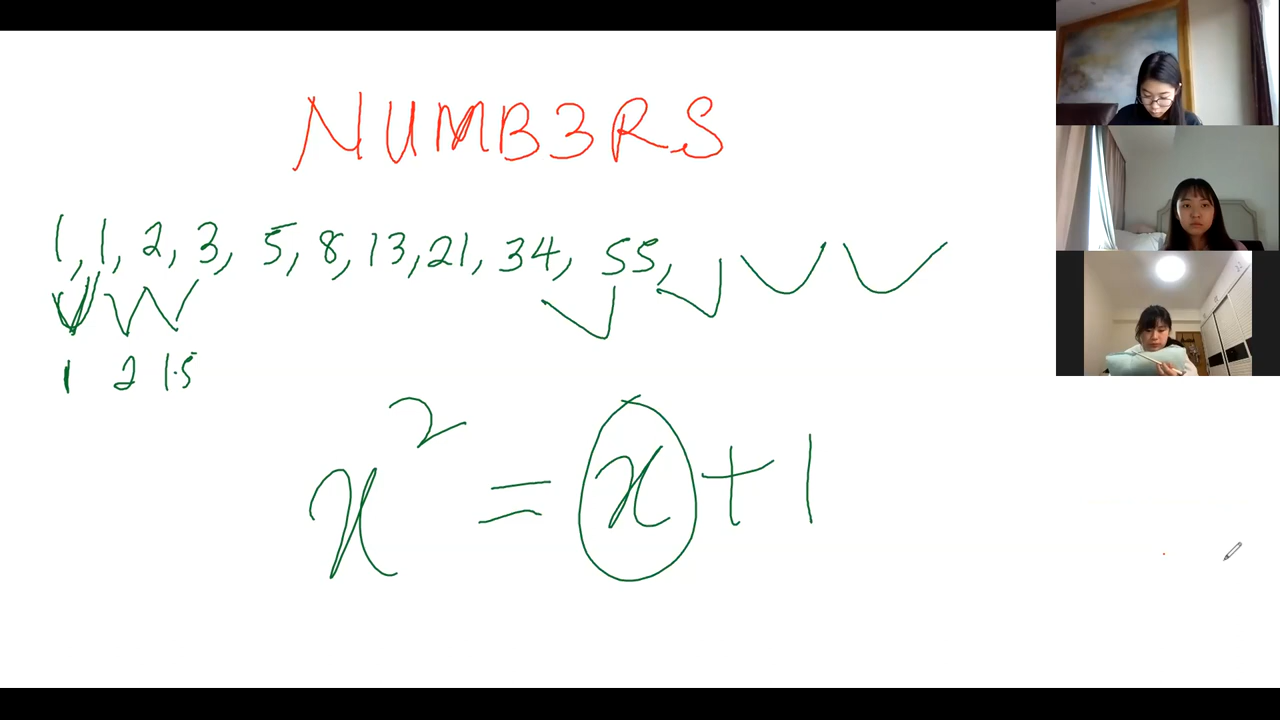 NUMB3RS
1, 1, 2, 3, 5, 8, 13, 21, 34, 55,
1 2 1.5
x² = x + 1